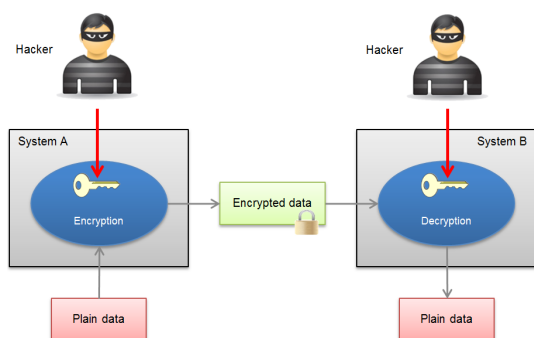 Hacker
Hacker
System A
System B
Encryption
Encrypted data
Decryption
Plain data
Plain data